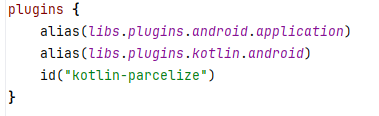 plugins {
    alias(libs.plugins.android.application)
    alias(libs.plugins.kotlin.android)
    id("kotlin-parcelize")
}